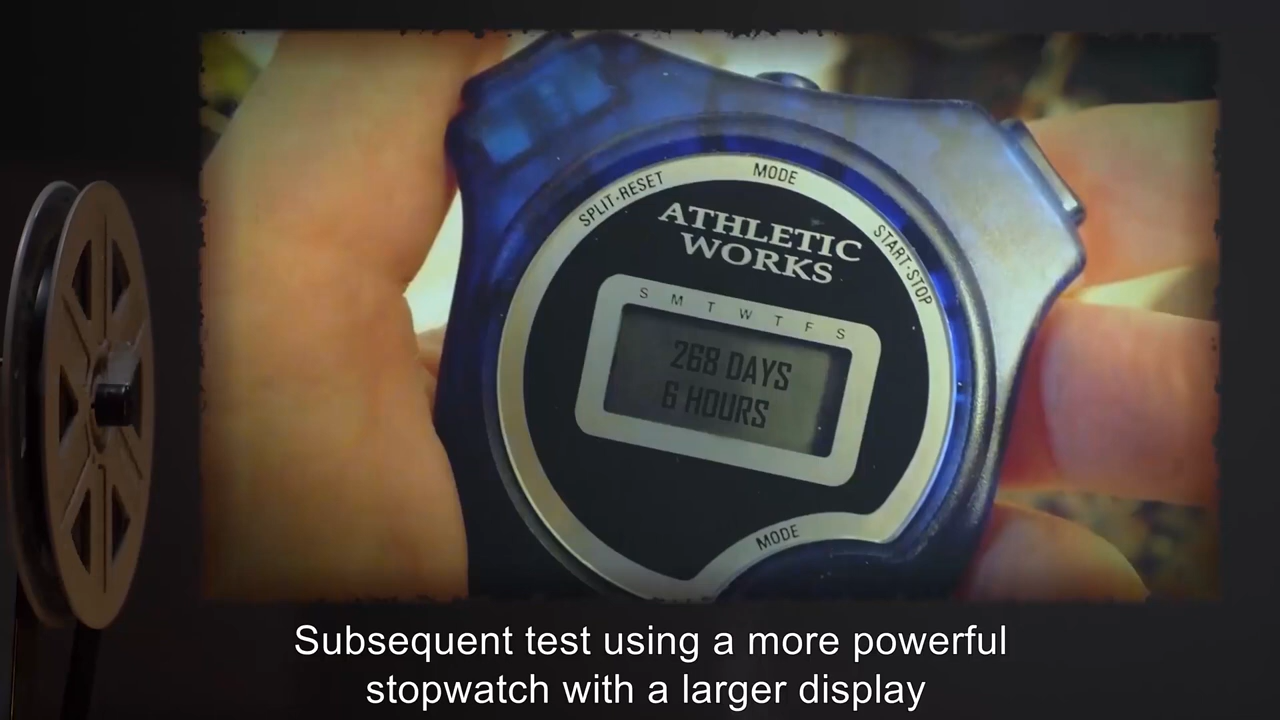 MODE
SPLIT·RESET
START·STOP
ATHLETIC
WORKS
S M T W T F S
268 DAYS
6 HOURS
MODE
Subsequent test using a more powerful
stopwatch with a larger display